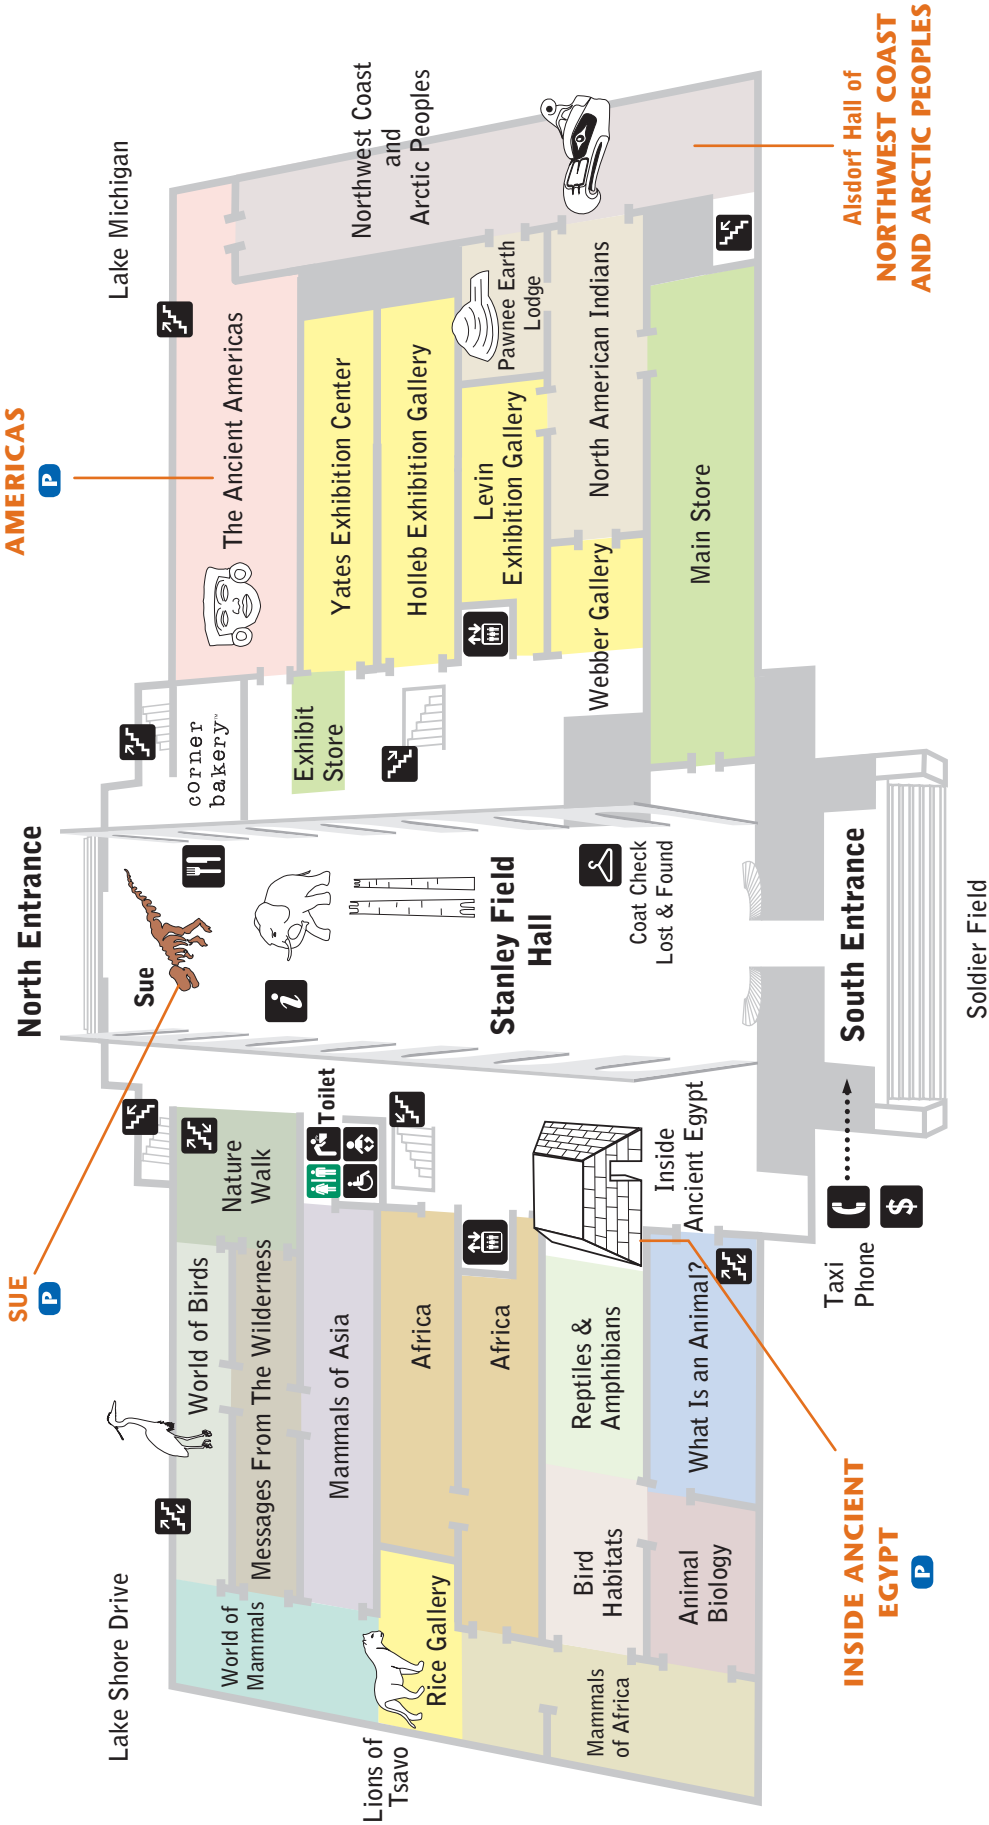 SUE
P
AMERICAS
P
North Entrance
Lake Shore Drive
Lake Michigan
Sue
World of Birds
Nature
Walk
corner
bakery™
The Ancient Americas
World of
Mammals
Messages From The Wilderness
Mammals of Asia
Toilet
i
Exhibit
Store
Yates Exhibition Center
Northwest Coast
and
Arctic Peoples
Lions of
Tsavo
Rice Gallery
Africa
Africa
Holleb Exhibition Gallery
Stanley Field
Hall
Levin
Exhibition Gallery
Pawnee Earth
Lodge
Mammals
of Africa
Bird
Habitats
Reptiles &
Amphibians
Inside
Ancient Egypt
Coat Check
Lost & Found
Webber Gallery
North American Indians
Animal
Biology
What Is an Animal?
Main Store
Taxi
Phone
$
South Entrance
Soldier Field
INSIDE ANCIENT
EGYPT
P
Alsdorf Hall of
NORTHWEST COAST
AND ARCTIC PEOPLES